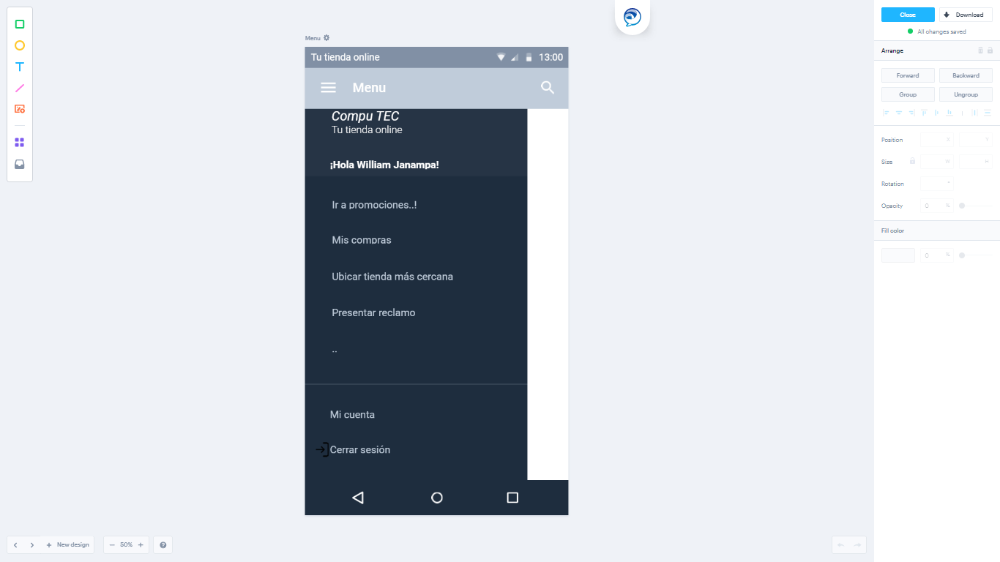 Menu
Tu tienda online
13:00
Menu
Compu TEC
Tu tienda online
¡Hola William Janampa!
Ir a promociones..!
Mis compras
Ubicar tienda más cercana
Presentar reclamo
..
Mi cuenta
Cerrar sesión
T
New design
50%
Close
Download
All changes saved
Arrange
Forward
Backward
Group
Ungroup
Position
X
Y
Size
W
H
Rotation
°
Opacity
0
%
Fill color
0
%